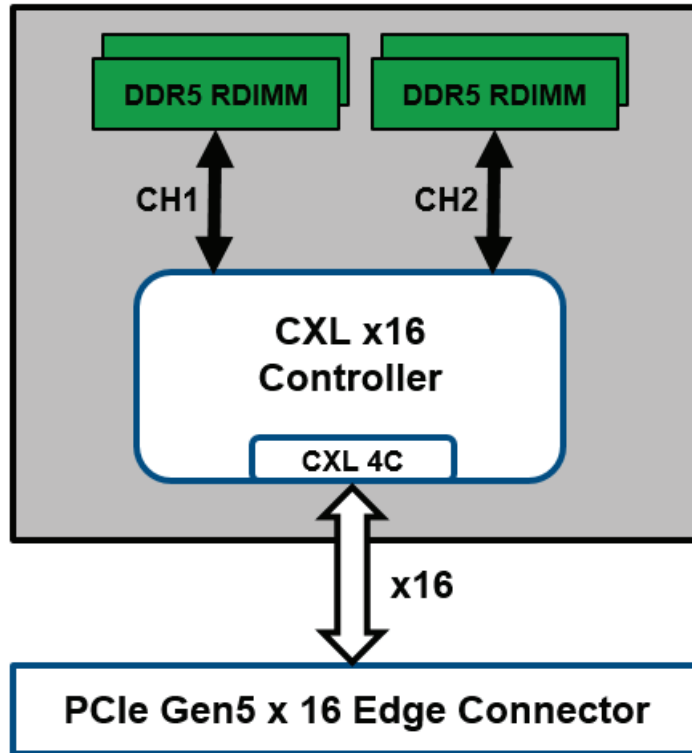 DDR5 RDIMM
DDR5 RDIMM
CH1
CH2
CXL x16
Controller
CXL 4C
x16
PCIe Gen5 x 16 Edge Connector